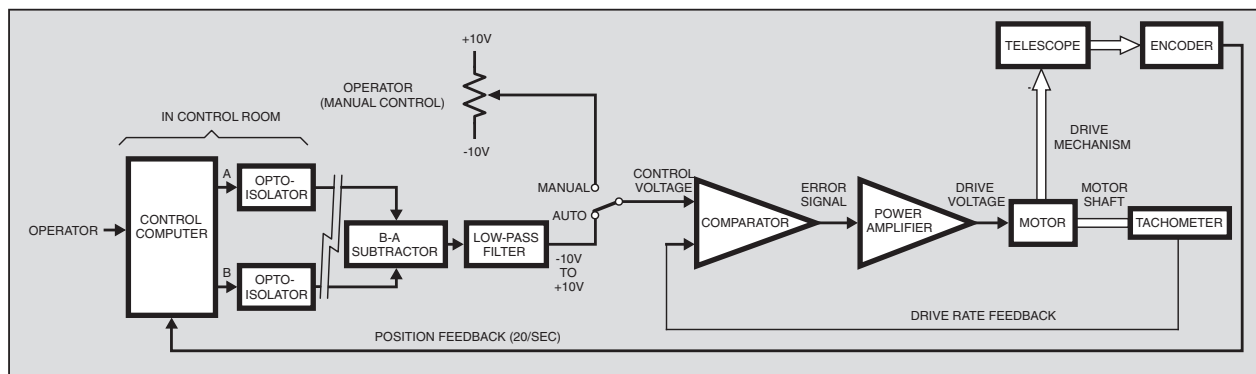 +10V
OPERATOR
(MANUAL CONTROL)
-10V
IN CONTROL ROOM
OPERATOR
CONTROL
COMPUTER
A
OPTO-
ISOLATOR
B
OPTO-
ISOLATOR
B-A
SUBTRACTOR
LOW-PASS
FILTER
-10V
TO
+10V
MANUAL
AUTO
CONTROL
VOLTAGE
COMPARATOR
ERROR
SIGNAL
POWER
AMPLIFIER
DRIVE
VOLTAGE
MOTOR
MOTOR
SHAFT
TACHOMETER
DRIVE
MECHANISM
TELESCOPE
ENCODER
DRIVE RATE FEEDBACK
POSITION FEEDBACK (20/SEC)